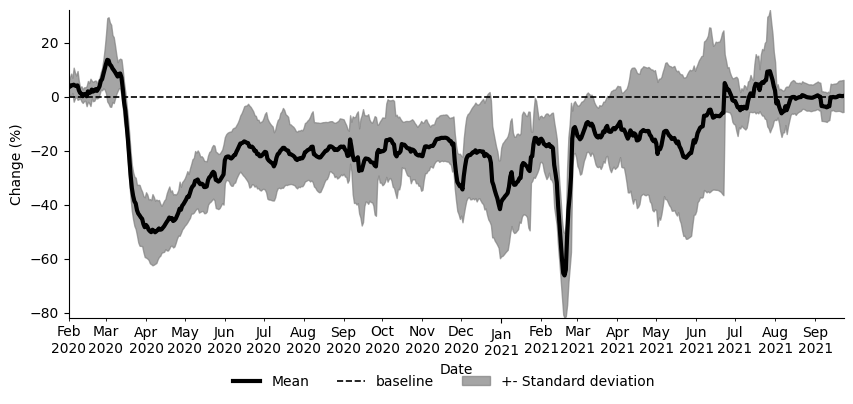 Change (%)
20
0
−20
−40
−60
−80
Feb Mar Apr May Jun Jul Aug Sep Oct Nov Dec Jan Feb Mar Apr May Jun Jul Aug Sep
2020 2020 2020 2020 2020 2020 2020 2020 2020 2020 2020 2021 2021 2021 2021 2021 2021 2021 2021 2021
Date
Mean baseline +- Standard deviation